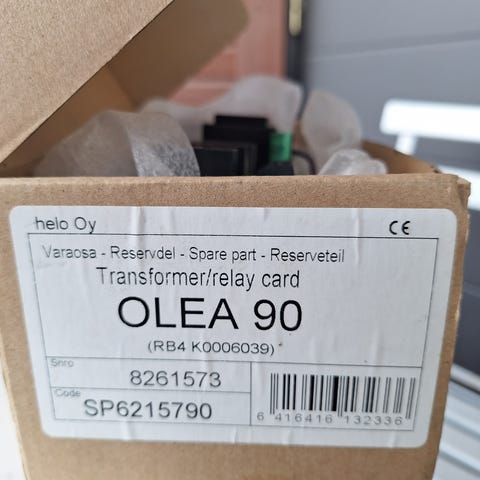 helo Oy
CE
Varaosa - Reservdel - Spare part - Reserveteil
Transformer/relay card
OLEA 90
(RB4 K0006039)
Snro
8261573
Code
SP6215790
6 416416 132336